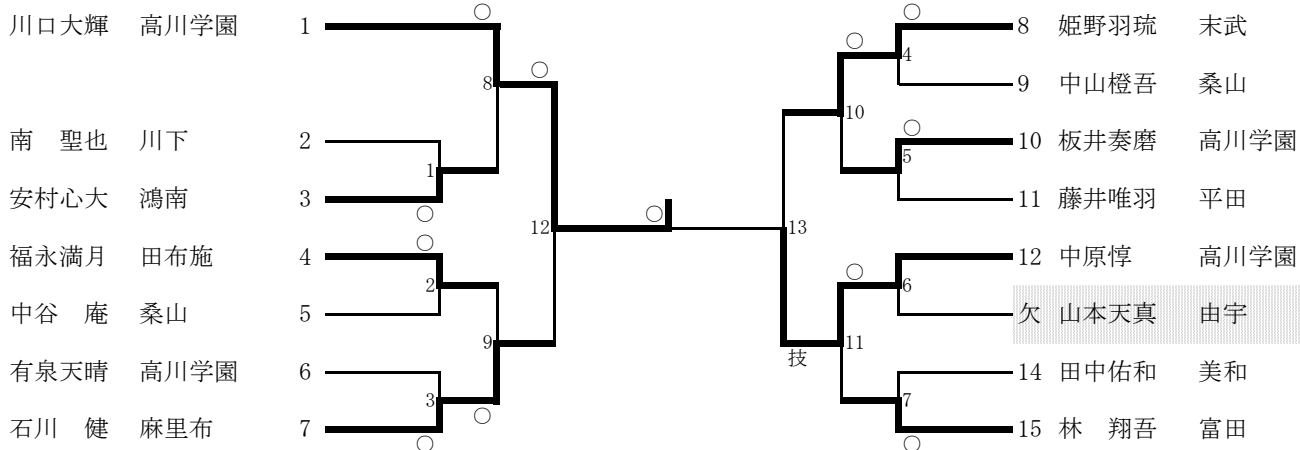 川口大輝 高川学園 1
南 聖也 川下 2
安村心大 鴻南 3
福永満月 田布施 4
中谷 庵 桑山 5
有泉天晴 高川学園 6
石川 健 麻里布 7
○
○
8
1
○
○
2
9
3
○
○
12
○
13
技
○
○
4
10
○
5
○
6
11
7
○
8 姫野羽琉 末武
9 中山橙吾 桑山
10 板井奏磨 高川学園
11 藤井唯羽 平田
12 中原惇 高川学園
欠 山本天真 由宇
14 田中佑和 美和
15 林 翔吾 富田